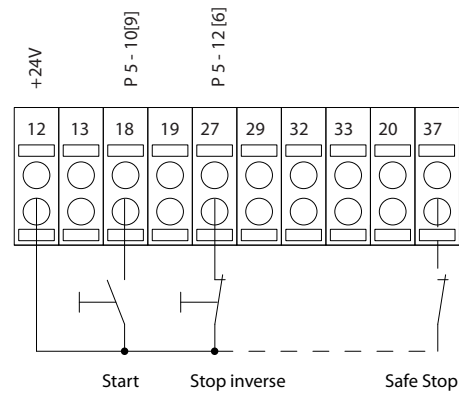 +24V
P 5 - 10[9]
P 5 - 12 [6]
12 13 18 19 27 29 32 33 20 37
Start Stop inverse Safe Stop